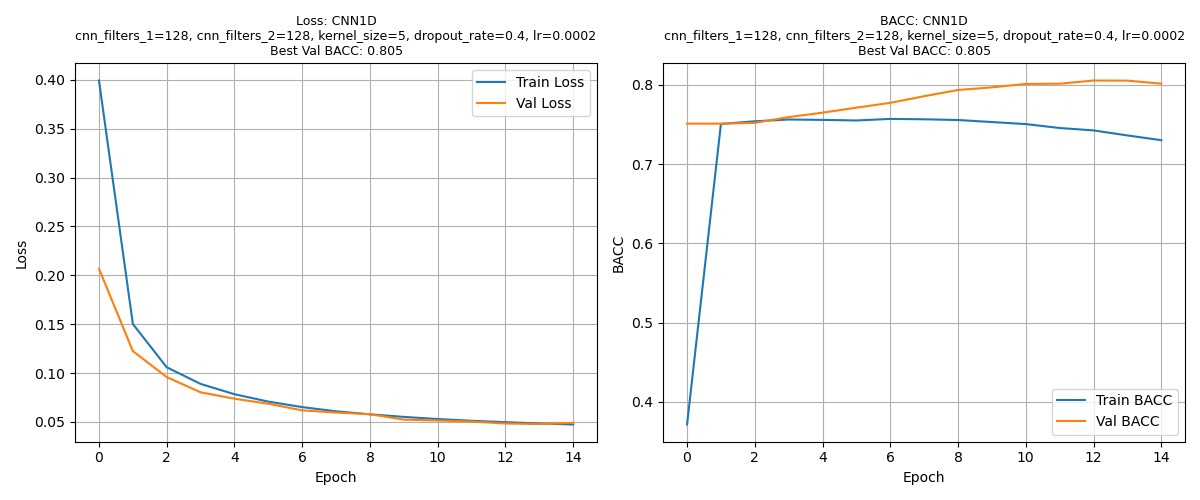 Loss: CNN1D
cnn_filters_1=128, cnn_filters_2=128, kernel_size=5, dropout_rate=0.4, lr=0.0002
Best Val BACC: 0.805
0.40
0.35
0.30
0.25
0.20
0.15
0.10
0.05
Loss
Train Loss
Val Loss
0 2 4 6 8 10 12 14
Epoch
BACC: CNN1D
cnn_filters_1=128, cnn_filters_2=128, kernel_size=5, dropout_rate=0.4, lr=0.0002
Best Val BACC: 0.805
0.8
0.7
0.6
0.5
0.4
BACC
Train BACC
Val BACC
0 2 4 6 8 10 12 14
Epoch